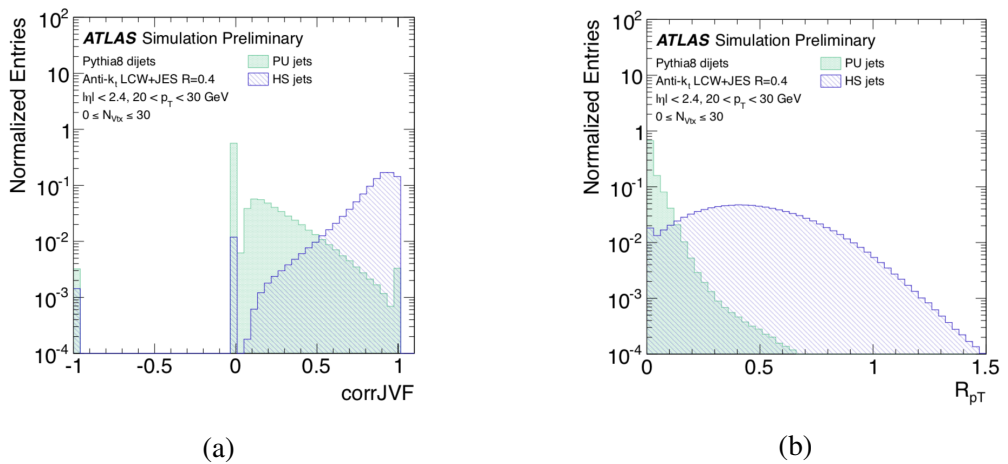 ATLAS Simulation Preliminary
Pythia8 dijets
Anti-kt LCW+JES R=0.4
|η| < 2.4, 20 < pT < 30 GeV
0 ≤ NVtx ≤ 30
PU jets
HS jets
Normalized Entries
10²
10
1
10⁻¹
10⁻²
10⁻³
10⁻⁴
-1 -0.5 0 0.5 1
corrJVF
(a)
ATLAS Simulation Preliminary
Pythia8 dijets
Anti-kt LCW+JES R=0.4
|η| < 2.4, 20 < pT < 30 GeV
0 ≤ NVtx ≤ 30
PU jets
HS jets
Normalized Entries
10²
10
1
10⁻¹
10⁻²
10⁻³
10⁻⁴
0 0.5 1 1.5
RpT
(b)